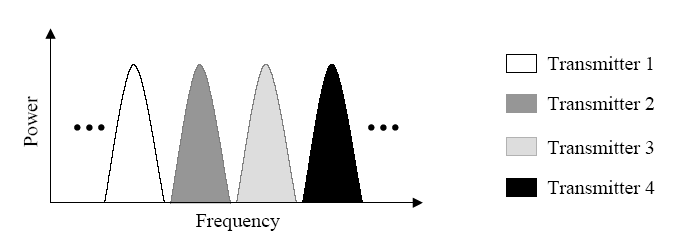 Power
Frequency
Transmitter 1
Transmitter 2
Transmitter 3
Transmitter 4